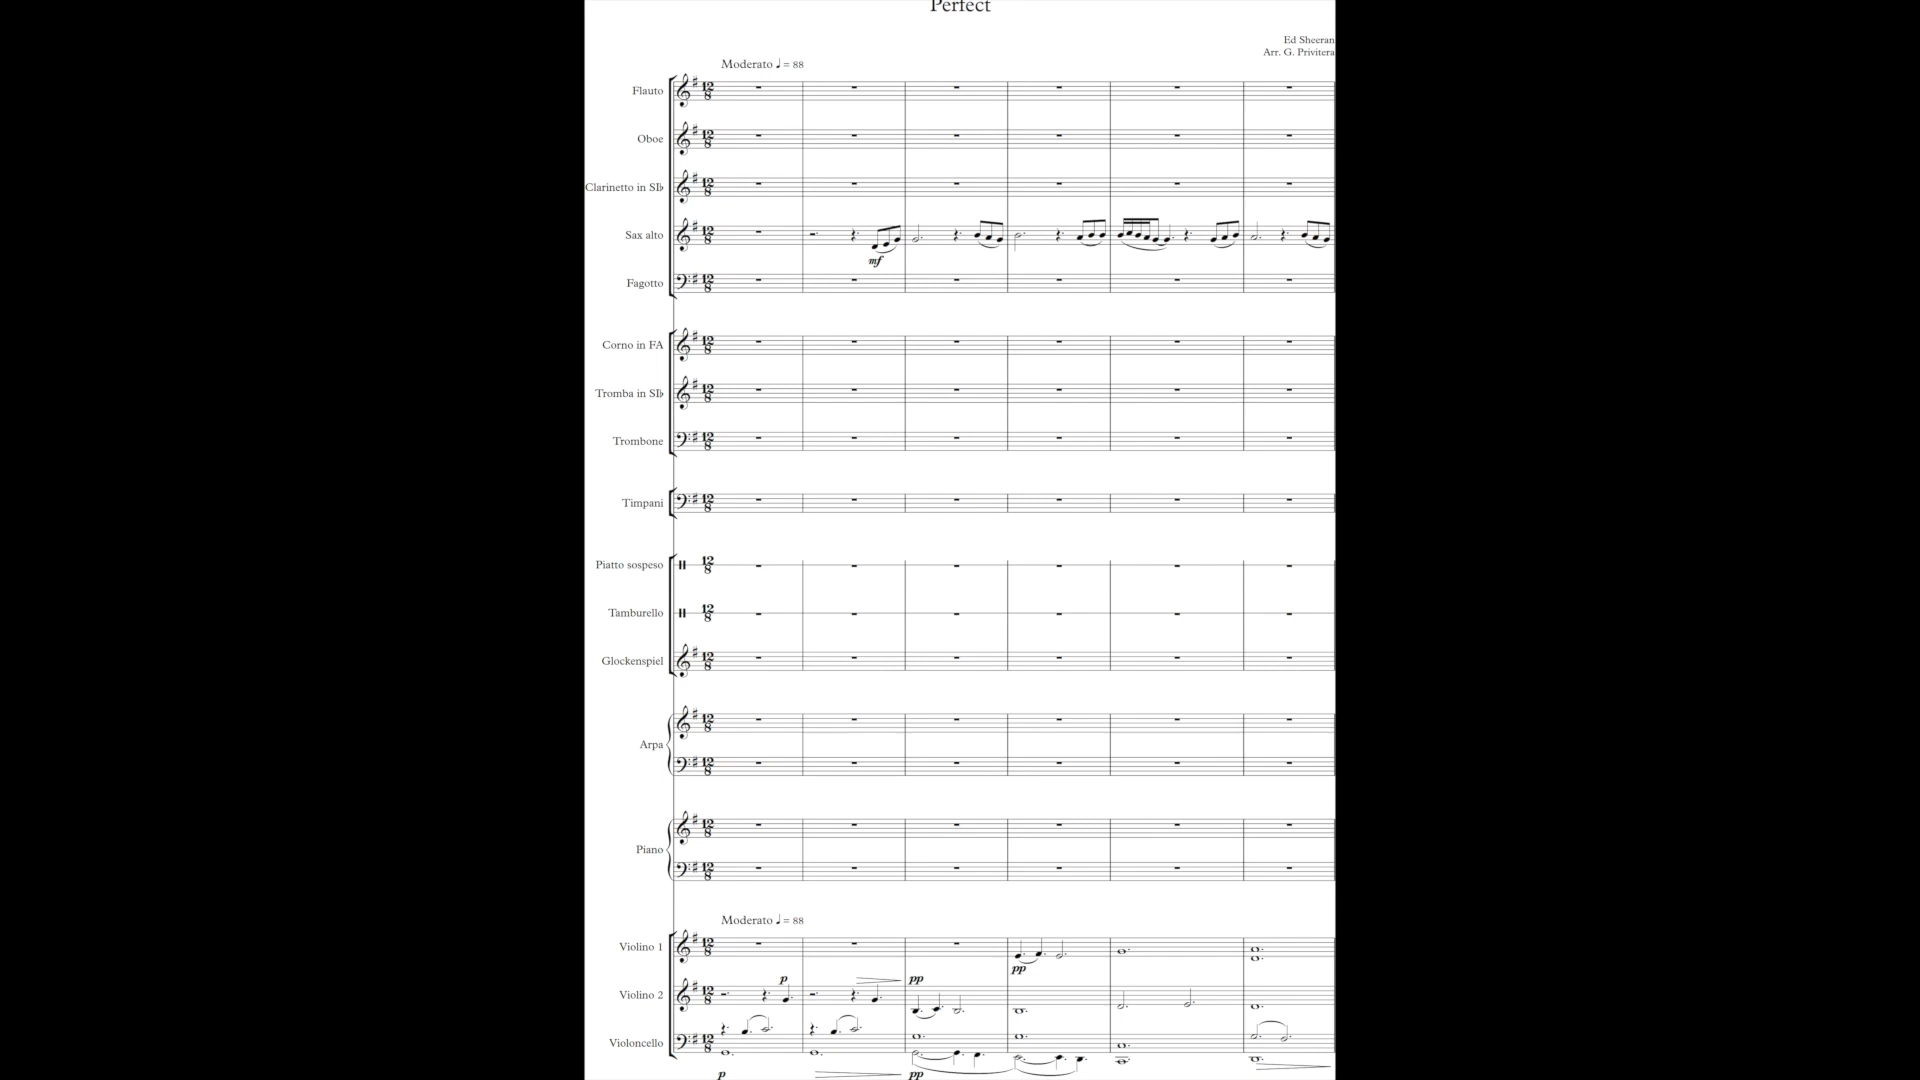 Perfect
Ed Sheeran
Arr. G. Privitera
Moderato ♩ = 88
Flauto
Oboe
Clarinetto in SI♭
Sax alto
mf
Fagotto
Corno in FA
Tromba in SI♭
Trombone
Timpani
Piatto sospeso
Tamburello
Glockenspiel
Arpa
Piano
Moderato ♩ = 88
Violino 1
pp
p pp
Violino 2
Violoncello
p pp